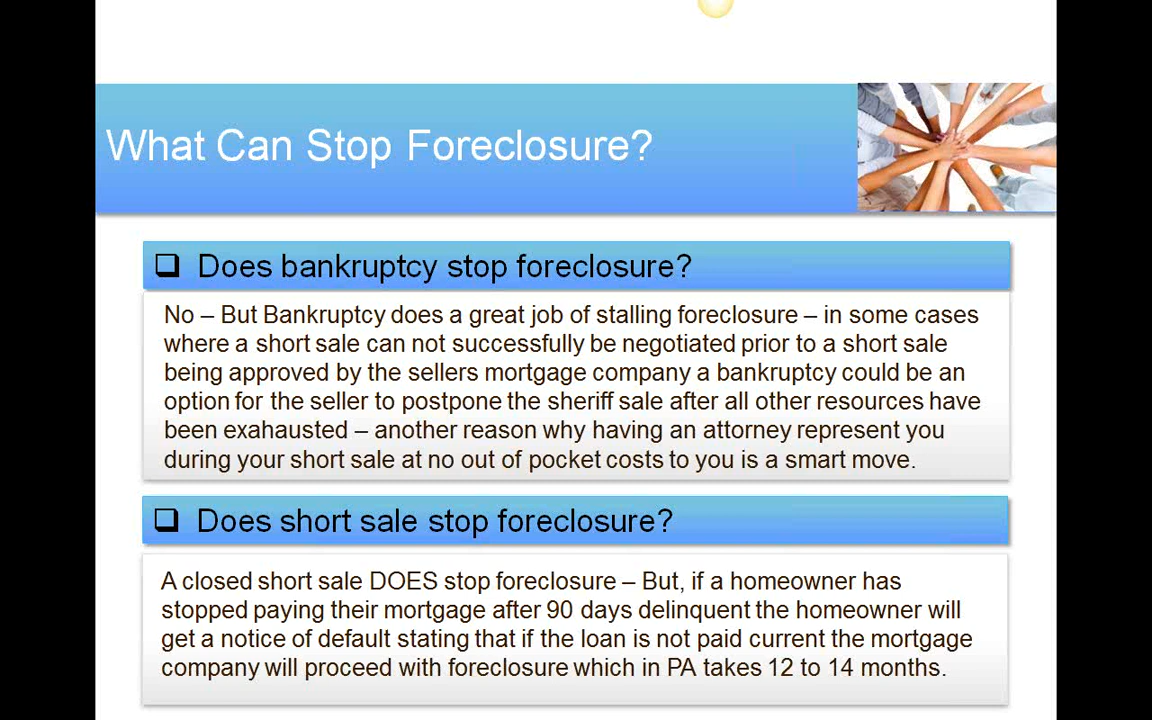 What Can Stop Foreclosure?
❑ Does bankruptcy stop foreclosure?
No – But Bankruptcy does a great job of stalling foreclosure – in some cases
where a short sale can not successfully be negotiated prior to a short sale
being approved by the sellers mortgage company a bankruptcy could be an
option for the seller to postpone the sheriff sale after all other resources have
been exahausted – another reason why having an attorney represent you
during your short sale at no out of pocket costs to you is a smart move.
❑ Does short sale stop foreclosure?
A closed short sale DOES stop foreclosure – But, if a homeowner has
stopped paying their mortgage after 90 days delinquent the homeowner will
get a notice of default stating that if the loan is not paid current the mortgage
company will proceed with foreclosure which in PA takes 12 to 14 months.